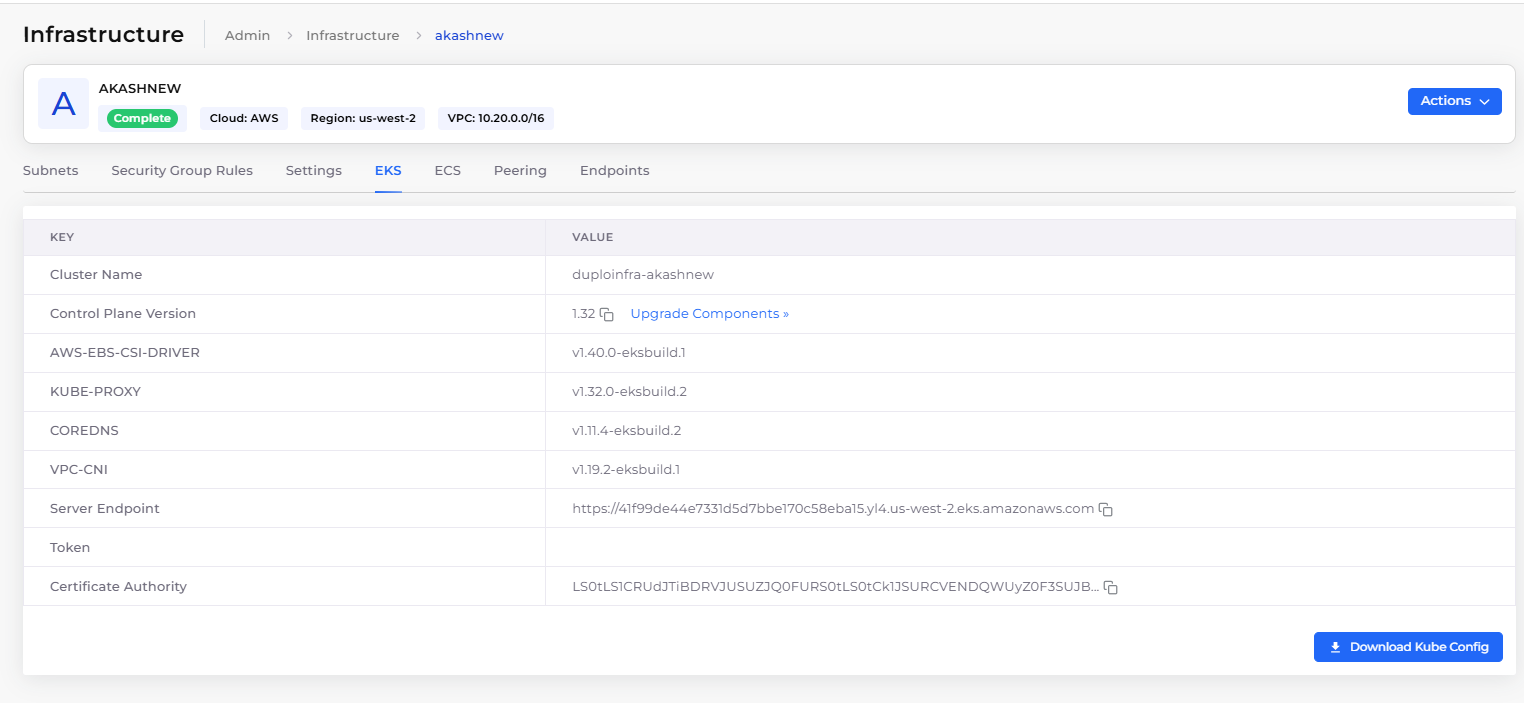 Infrastructure Admin > Infrastructure > akashnew
A AKASHNEW
Complete Cloud: AWS Region: us-west-2 VPC: 10.20.0.0/16
Actions
Subnets Security Group Rules Settings EKS ECS Peering Endpoints
KEY VALUE
Cluster Name duploinfra-akashnew
Control Plane Version 1.32 Upgrade Components »
AWS-EBS-CSI-DRIVER v1.40.0-eksbuild.1
KUBE-PROXY v1.32.0-eksbuild.2
COREDNS v1.11.4-eksbuild.2
VPC-CNI v1.19.2-eksbuild.1
Server Endpoint https://41f99de44e7331d5d7bbe170c58eba15.yl4.us-west-2.eks.amazonaws.com
Token
Certificate Authority LS0tLS1CRUdJTiBDRVJUSUZJQ0FURS0tLS0tCk1JSURCVENDQWUyZ0F3SUJB...
Download Kube Config